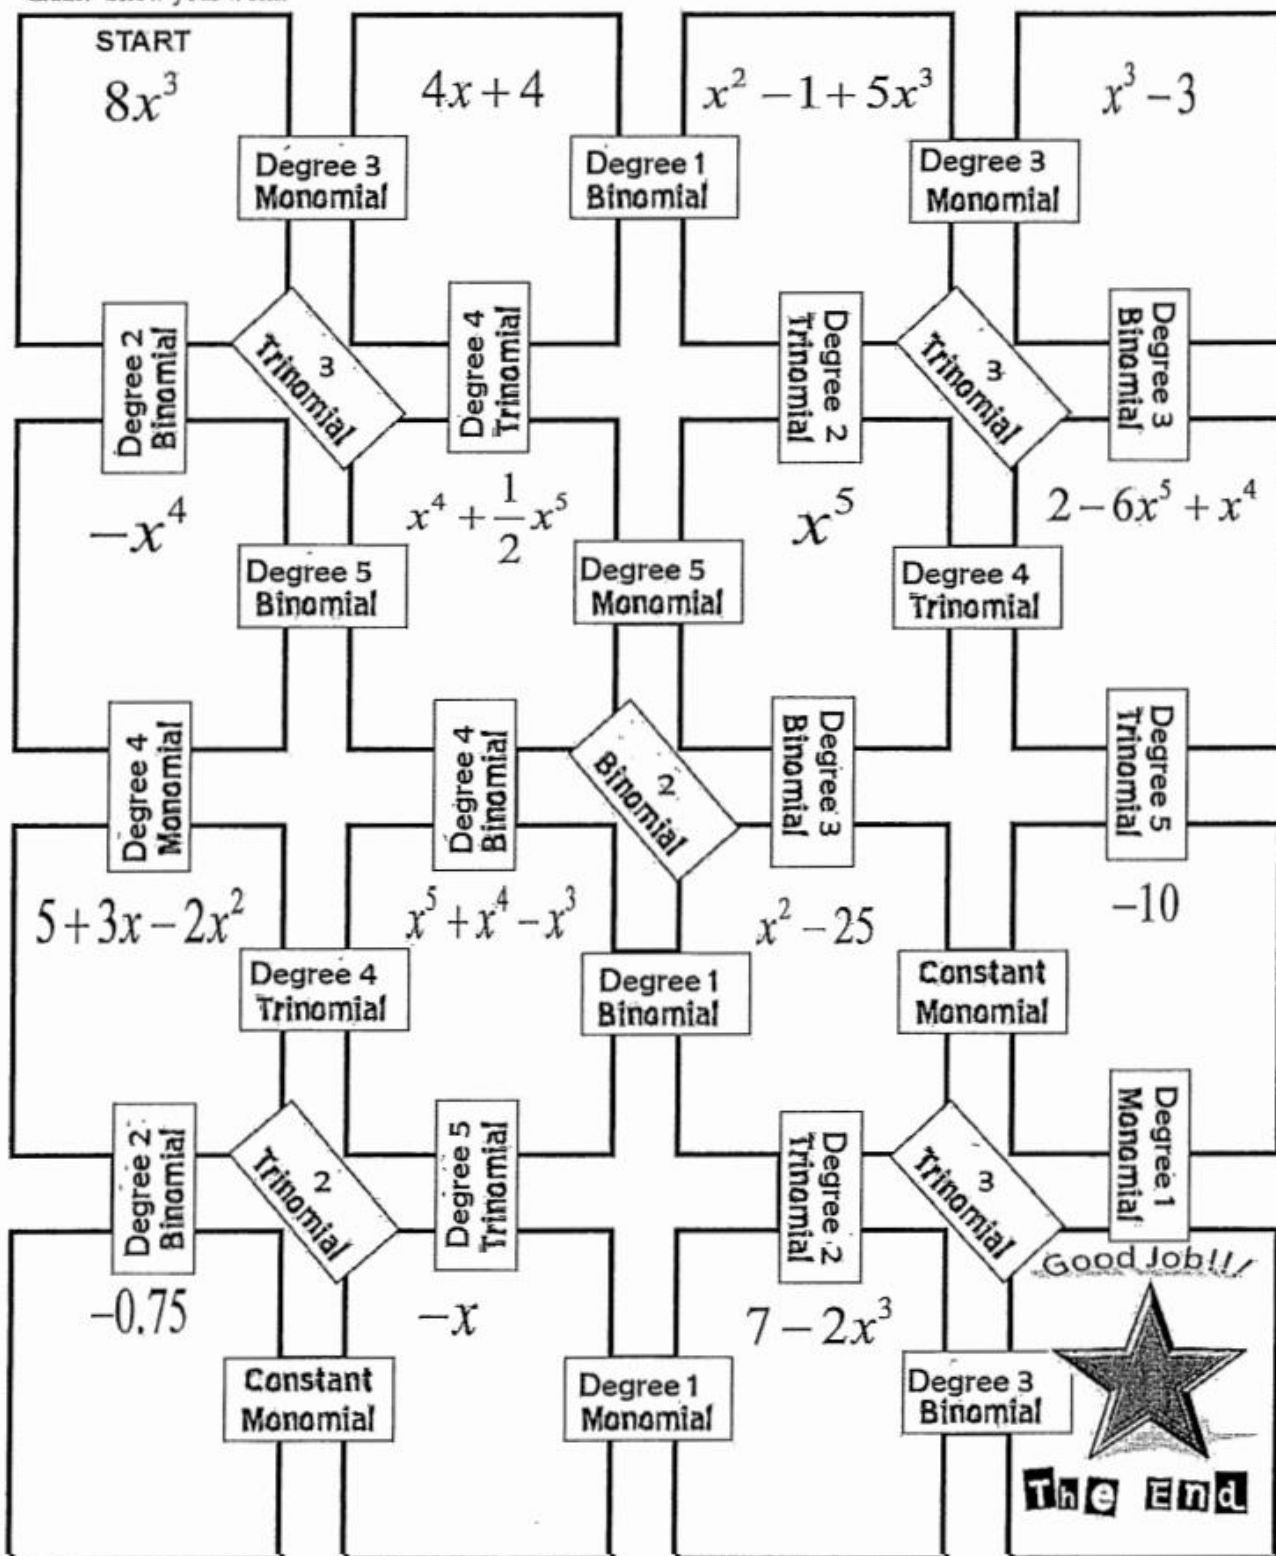 START
8x³
4x+4
x² −1+5x³
x³ −3
Degree 3
Monomial
Degree 1
Binomial
Degree 3
Monomial
Degree 2
Binomial
3
Trinomial
Degree 4
Trinomial
Degree 2
Trinomial
3
Trinomial
Degree 3
Binomial
−x⁴
x⁴ + 1/2 x⁵
x⁵
2−6x⁵ + x⁴
Degree 5
Binomial
Degree 5
Monomial
Degree 4
Trinomial
Degree 4
Monomial
Degree 4
Binomial
2
Binomial
Degree 3
Binomial
Degree 5
Trinomial
5+3x−2x²
x⁵ + x⁴ − x³
x² −25
−10
Degree 4
Trinomial
Degree 1
Binomial
Constant
Monomial
Degree 2
Binomial
2
Trinomial
Degree 5
Trinomial
Degree 2
Trinomial
3
Trinomial
Degree 1
Monomial
−0.75
−x
7−2x³
Good Job!!!
Constant
Monomial
Degree 1
Monomial
Degree 3
Binomial
The End